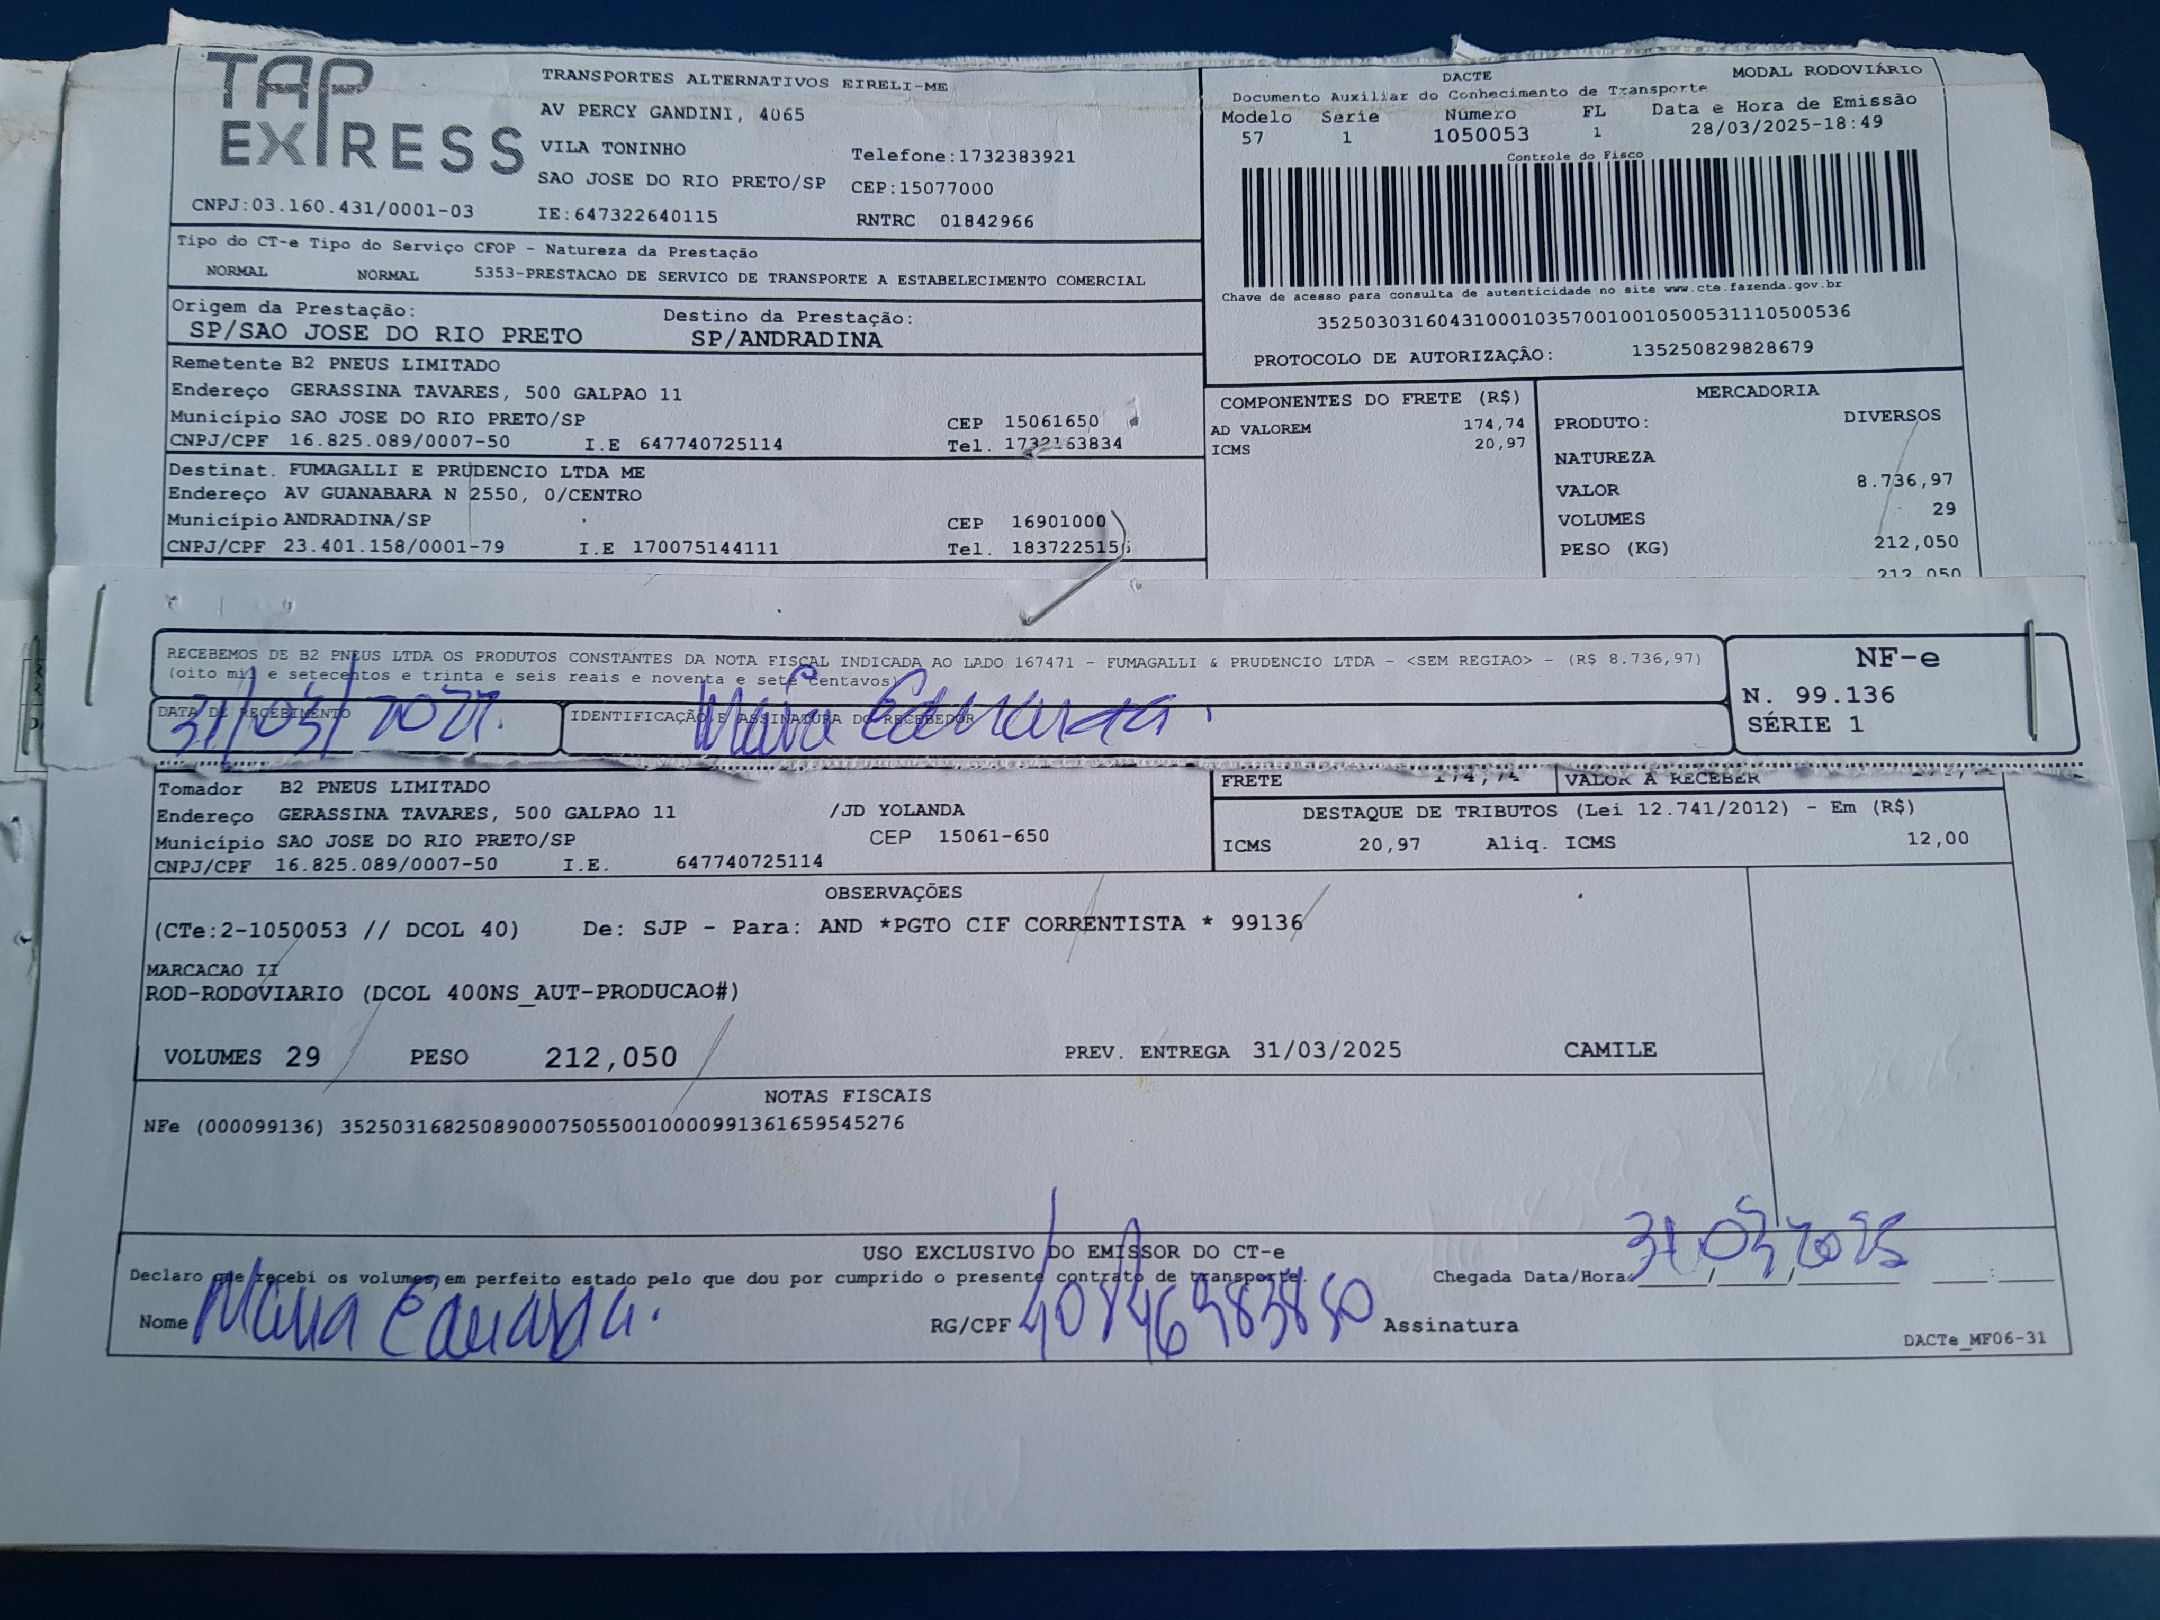 TAP EXPRESS
TRANSPORTES ALTERNATIVOS EIRELI-ME
AV PERCY GANDINI, 4065
VILA TONINHO Telefone:1732383921
SAO JOSE DO RIO PRETO/SP CEP:15077000
CNPJ:03.160.431/0001-03 IE:647322640115 RNTRC 01842966
DACTE MODAL RODOVIÁRIO
Documento Auxiliar do Conhecimento de Transporte
Modelo Serie Número FL Data e Hora de Emissão
57 1 1050053 1 28/03/2025-18:49
Controle do Fisco
Chave de acesso para consulta de autenticidade no site www.cte.fazenda.gov.br
35250303160431000103570010010500531110500536
PROTOCOLO DE AUTORIZAÇÃO: 135250829828679
Tipo do CT-e Tipo do Serviço CFOP - Natureza da Prestação
NORMAL NORMAL 5353-PRESTACAO DE SERVICO DE TRANSPORTE A ESTABELECIMENTO COMERCIAL
Origem da Prestação: Destino da Prestação:
SP/SAO JOSE DO RIO PRETO SP/ANDRADINA
Remetente B2 PNEUS LIMITADO
Endereço GERASSINA TAVARES, 500 GALPAO 11
Município SAO JOSE DO RIO PRETO/SP CEP 15061650
CNPJ/CPF 16.825.089/0007-50 I.E 647740725114 Tel. 1732163834
Destinat. FUMAGALLI E PRUDENCIO LTDA ME
Endereço AV GUANABARA N 2550, 0/CENTRO
Município ANDRADINA/SP CEP 16901000
CNPJ/CPF 23.401.158/0001-79 I.E 170075144111 Tel.
COMPONENTES DO FRETE (R$)
AD VALOREM 174,74
ICMS 20,97
MERCADORIA
PRODUTO: DIVERSOS
NATUREZA
VALOR 8.736,97
VOLUMES 29
PESO (KG) 212,050
212,050
RECEBEMOS DE B2 PNEUS LTDA OS PRODUTOS CONSTANTES DA NOTA FISCAL INDICADA AO LADO 167471 - FUMAGALLI & PRUDENCIO LTDA - <SEM REGIAO> - (R$ 8.736,97)
(oito mil e setecentos e trinta e seis reais e noventa e sete centavos)
DATA DE RECEBIMENTO IDENTIFICAÇÃO E ASSINATURA DO RECEBEDOR
31/03/ Maria Eduarda.
NF-e
N. 99.136
SÉRIE 1
Tomador B2 PNEUS LIMITADO
Endereço GERASSINA TAVARES, 500 GALPAO 11 /JD YOLANDA
Município SAO JOSE DO RIO PRETO/SP CEP 15061-650
CNPJ/CPF 16.825.089/0007-50 I.E. 647740725114
FRETE 174,74 VALOR A RECEBER
DESTAQUE DE TRIBUTOS (Lei 12.741/2012) - Em (R$)
ICMS 20,97 Aliq. ICMS 12,00
OBSERVAÇÕES
(CTe:2-1050053 // DCOL 40) De: SJP - Para: AND *PGTO CIF CORRENTISTA * 99136
MARCACAO II
ROD-RODOVIARIO (DCOL 400NS_AUT-PRODUCAO#)
VOLUMES 29 PESO 212,050 PREV. ENTREGA 31/03/2025 CAMILE
NOTAS FISCAIS
NFe (000099136) 35250316825089000750550010000991361659545276
USO EXCLUSIVO DO EMISSOR DO CT-e
Declaro que recebi os volumes em perfeito estado pelo que dou por cumprido o presente contrato de transporte. Chegada Data/Hora 31/03/2025 :
Nome Maria Eduarda. RG/CPF Assinatura
DACTe_MF06-31